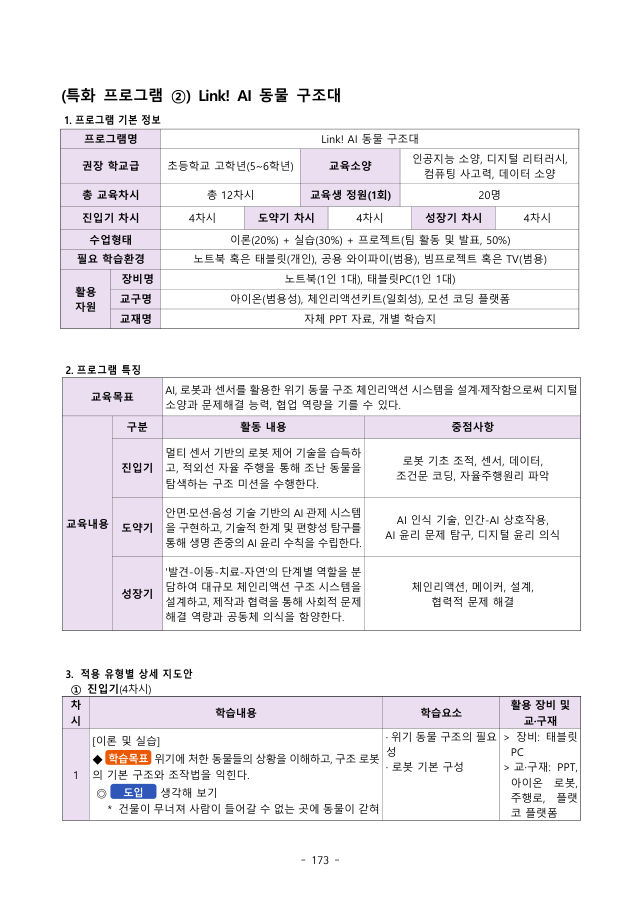 (특화 프로그램 ②) Link! AI 동물 구조대
1. 프로그램 기본 정보
프로그램명 Link! AI 동물 구조대
권장 학교급 초등학교 고학년(5~6학년) 교육소양 인공지능 소양, 디지털 리터러시,
컴퓨팅 사고력, 데이터 소양
총 교육차시 총 12차시 교육생 정원(1회) 20명
진입기 차시 4차시 도약기 차시 4차시 성장기 차시 4차시
수업형태 이론(20%) + 실습(30%) + 프로젝트(팀 활동 및 발표, 50%)
필요 학습환경 노트북 혹은 태블릿(개인), 공용 와이파이(범용), 빔프로젝트 혹은 TV(범용)
활용
자원
장비명 노트북(1인 1대), 태블릿PC(1인 1대)
교구명 아이온(범용성), 체인리액션키트(일회성), 모션 코딩 플랫폼
교재명 자체 PPT 자료, 개별 학습지
2. 프로그램 특징
교육목표
AI, 로봇과 센서를 활용한 위기 동물 구조 체인리액션 시스템을 설계·제작함으로써 디지털
소양과 문제해결 능력, 협업 역량을 기를 수 있다.
교육내용
구분 활동 내용 중점사항
진입기
멀티 센서 기반의 로봇 제어 기술을 습득하
고, 적외선 자율 주행을 통해 조난 동물을
탐색하는 구조 미션을 수행한다.
로봇 기초 조적, 센서, 데이터,
조건문 코딩, 자율주행원리 파악
도약기
안면·모션·음성 기술 기반의 AI 관제 시스템
을 구현하고, 기술적 한계 및 편향성 탐구를
통해 생명 존중의 AI 윤리 수칙을 수립한다.
AI 인식 기술, 인간-AI 상호작용,
AI 윤리 문제 탐구, 디지털 윤리 의식
성장기
'발견-이동-치료-자연'의 단계별 역할을 분
담하여 대규모 체인리액션 구조 시스템을
설계하고, 제작과 협력을 통해 사회적 문제
해결 역량과 공동체 의식을 함양한다.
체인리액션, 메이커, 설계,
협력적 문제 해결
3. 적용 유형별 상세 지도안
① 진입기(4차시)
차
시
학습내용 학습요소
활용 장비 및
교·구재
1
[이론 및 실습]
◆ 학습목표 위기에 처한 동물들의 상황을 이해하고, 구조 로봇
의 기본 구조와 조작법을 익힌다.
◎ 도입 생각해 보기
* 건물이 무너져 사람이 들어갈 수 없는 곳에 동물이 갇혀
· 위기 동물 구조의 필요
성
· 로봇 기본 구성
> 장비: 태블릿
PC
> 교·구재: PPT,
아이온 로봇,
주행로, 플랫
코 플랫폼
- 173 -